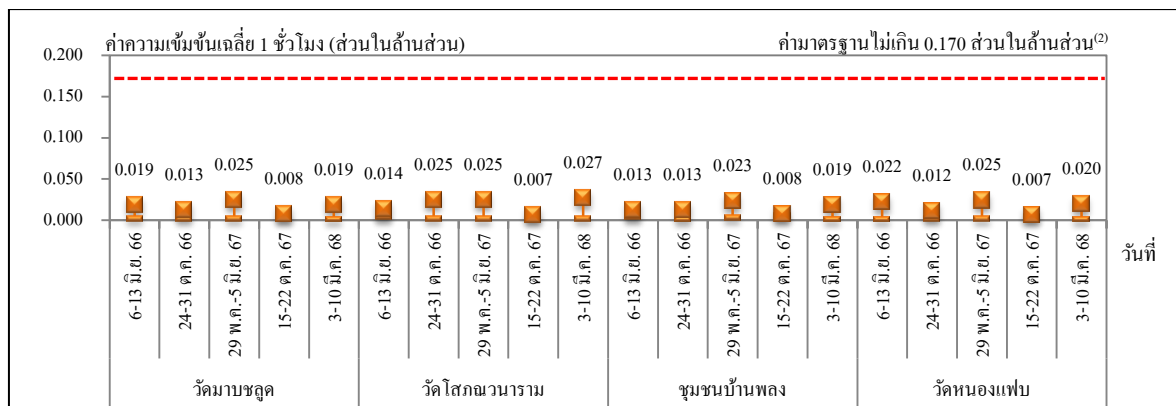 ค่าความเข้มข้นเฉลี่ย 1 ชั่วโมง (ส่วนในล้านส่วน) ค่ามาตรฐานไม่เกิน 0.170 ส่วนในล้านส่วน(2)
0.200
0.150
0.100
0.050
0.000
0.019 0.013 0.025 0.008 0.019 0.014 0.025 0.025 0.007 0.027 0.013 0.013 0.023 0.008 0.019 0.022 0.012 0.025 0.007 0.020
6-13 มิ.ย. 66
24-31 ต.ค. 66
29 พ.ค.-5 มิ.ย. 67
15-22 ต.ค. 67
3-10 มี.ค. 68
6-13 มิ.ย. 66
24-31 ต.ค. 66
29 พ.ค.-5 มิ.ย. 67
15-22 ต.ค. 67
3-10 มี.ค. 68
6-13 มิ.ย. 66
24-31 ต.ค. 66
29 พ.ค.-5 มิ.ย. 67
15-22 ต.ค. 67
3-10 มี.ค. 68
6-13 มิ.ย. 66
24-31 ต.ค. 66
29 พ.ค.-5 มิ.ย. 67
15-22 ต.ค. 67
3-10 มี.ค. 68
วันที่
วัดมาบชลูด วัดโสภณวนาราม ชุมชนบ้านพลง วัดหนองแฟบ